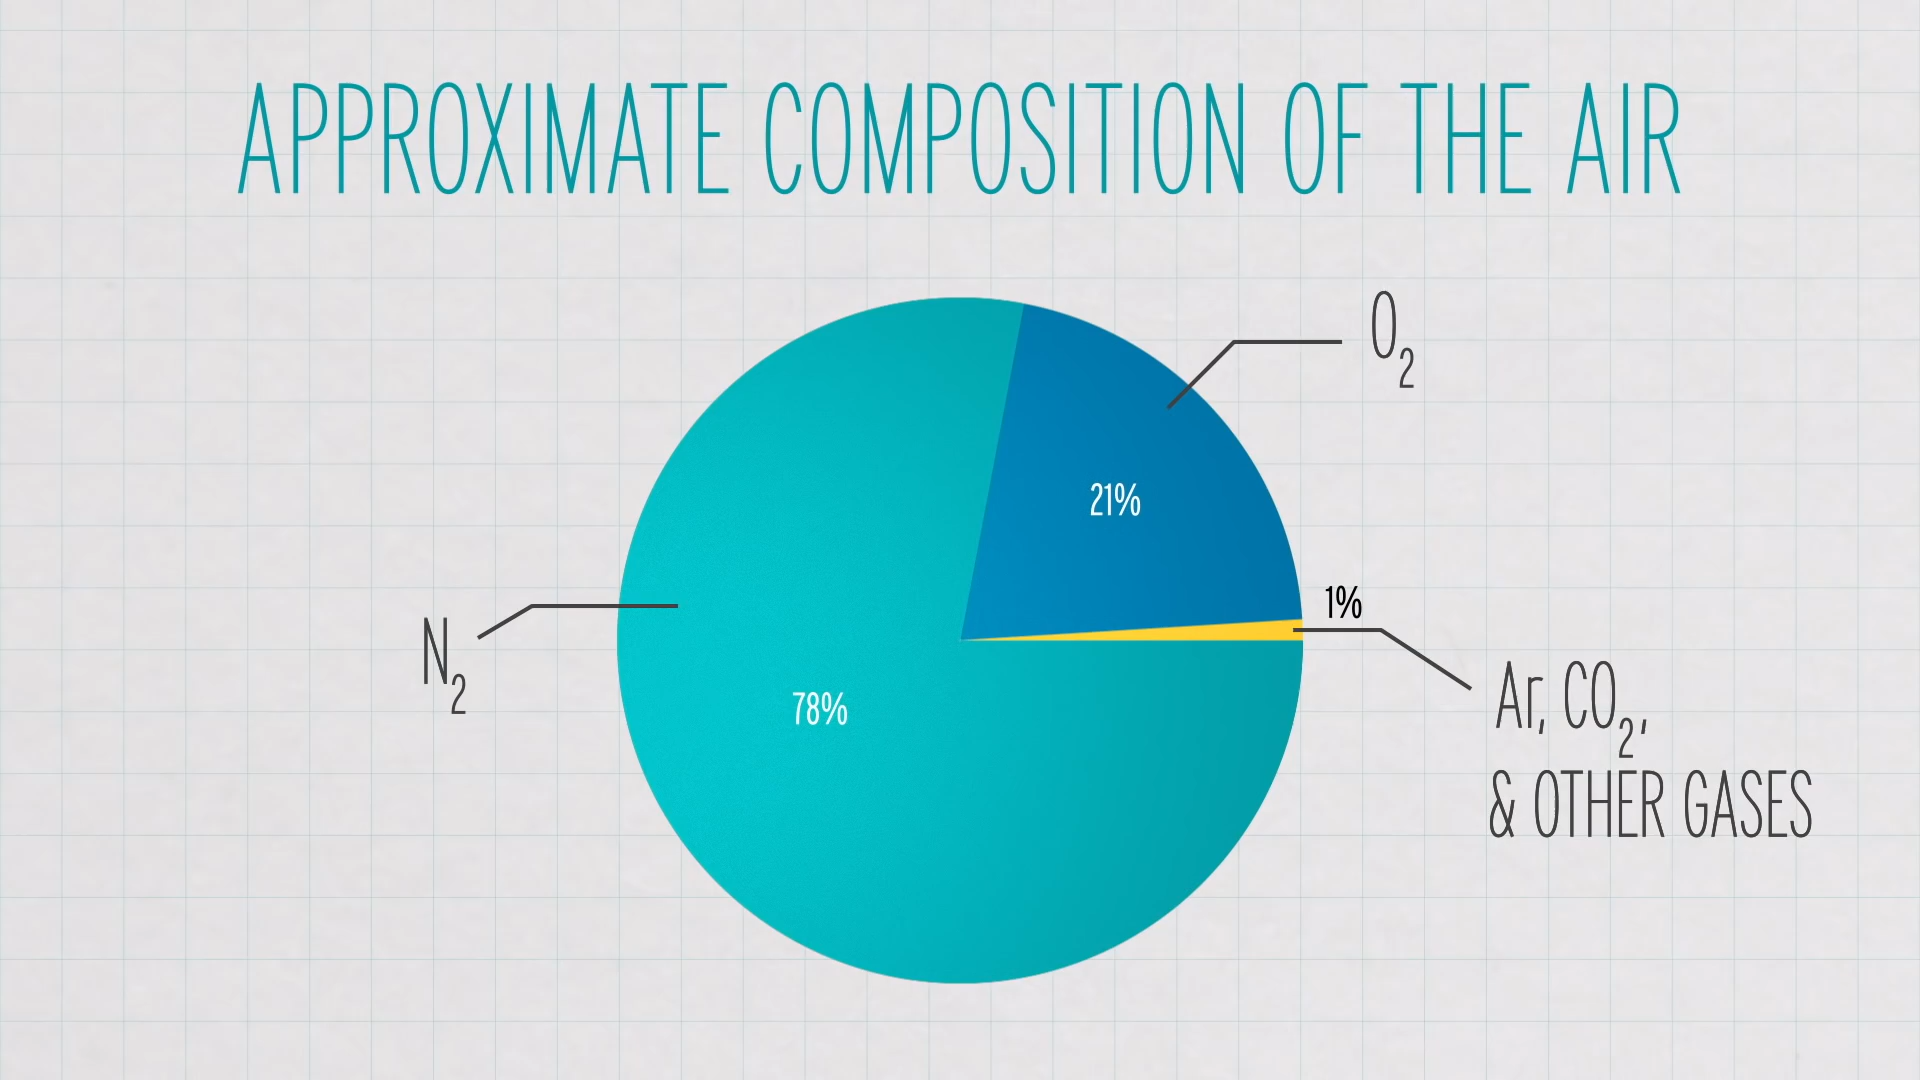 APPROXIMATE COMPOSITION OF THE AIR
O₂
21%
1%
N₂
78%
Ar, CO₂,
& OTHER GASES